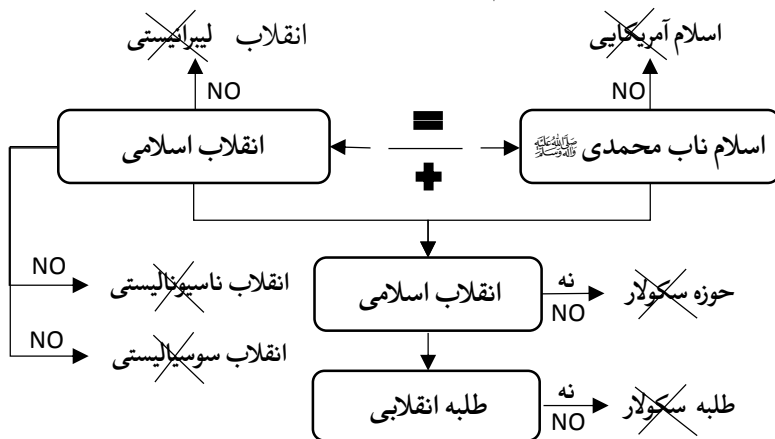 اسلام آمریکایی
انقلاب لیبرانیستی
NO
NO
اسلام ناب محمدی ﷺ
انقلاب اسلامی
NO
انقلاب ناسیونالیستی
انقلاب اسلامی
نه
NO
حوزه سکولار
NO
انقلاب سوسیالیستی
طلبه انقلابی
نه
NO
طلبه سکولار